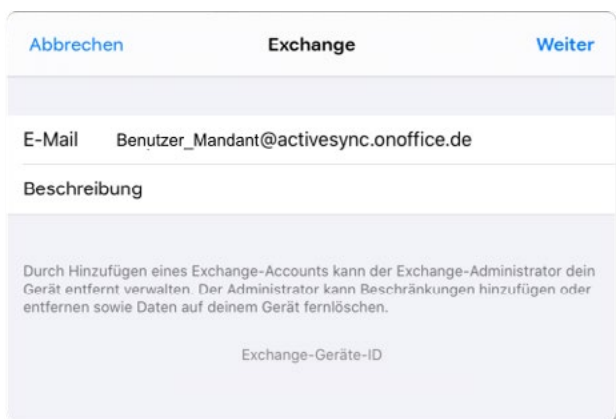 Abbrechen Exchange Weiter
E-Mail Benutzer_Mandant@activesync.onoffice.de
Beschreibung
Durch Hinzufügen eines Exchange-Accounts kann der Exchange-Administrator dein
Gerät entfernt verwalten. Der Administrator kann Beschränkungen hinzufügen oder
entfernen sowie Daten auf deinem Gerät fernlöschen.
Exchange-Geräte-ID